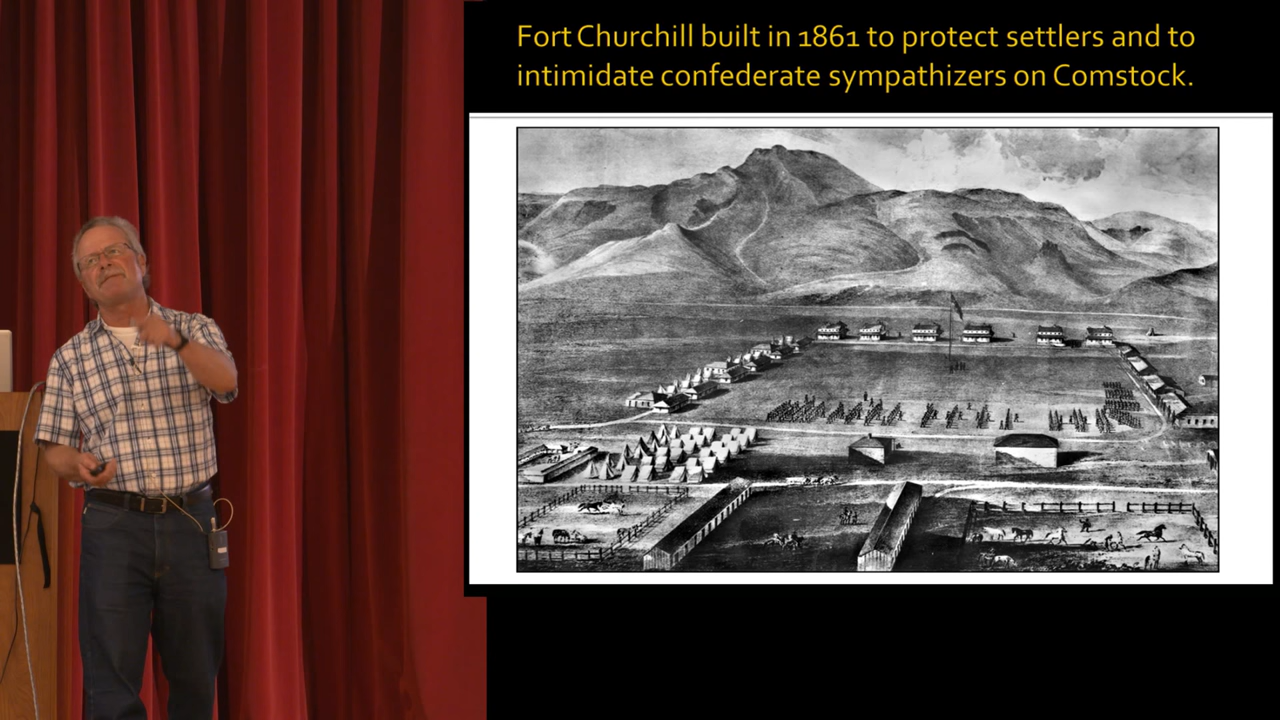 Fort Churchill built in 1861 to protect settlers and to
intimidate confederate sympathizers on Comstock.